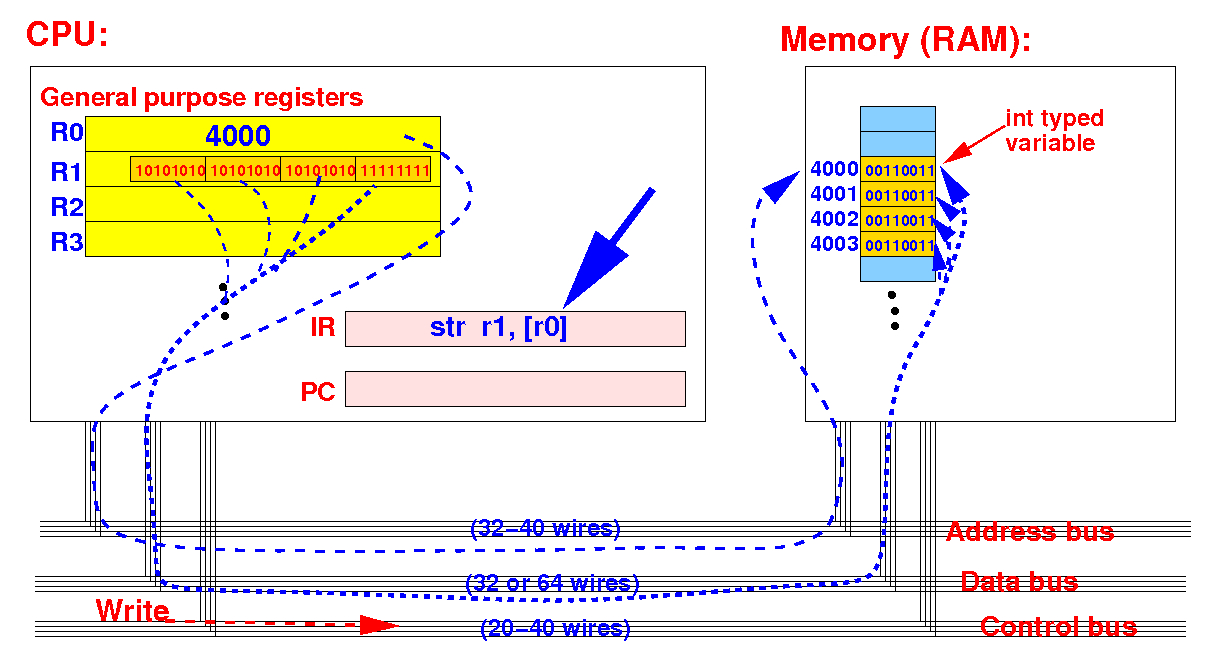 CPU:
Memory (RAM):
General purpose registers
R0 4000
R1 10101010 10101010 10101010 11111111
R2
R3
int typed
variable
4000 00110011
4001 00110011
4002 00110011
4003 00110011
IR str r1, [r0]
PC
(32−40 wires)
Address bus
(32 or 64 wires)
Data bus
Write
(20−40 wires)
Control bus